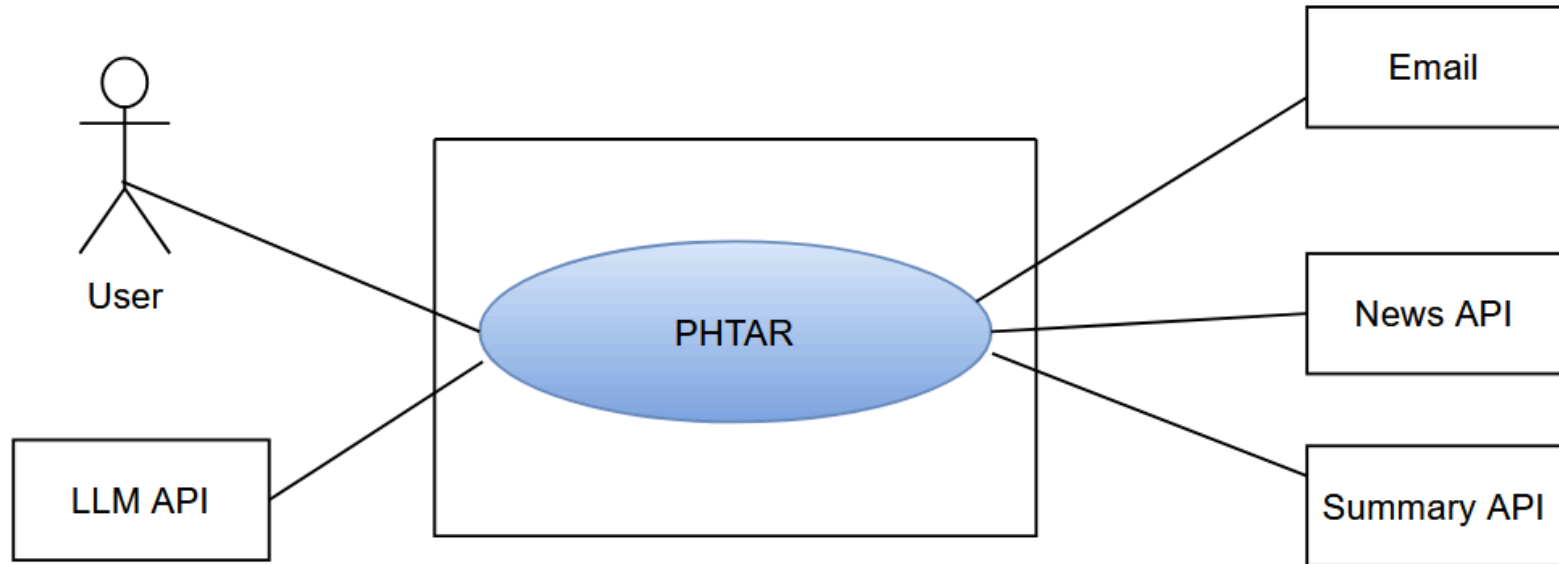 Email
User
PHTAR
News API
LLM API
Summary API